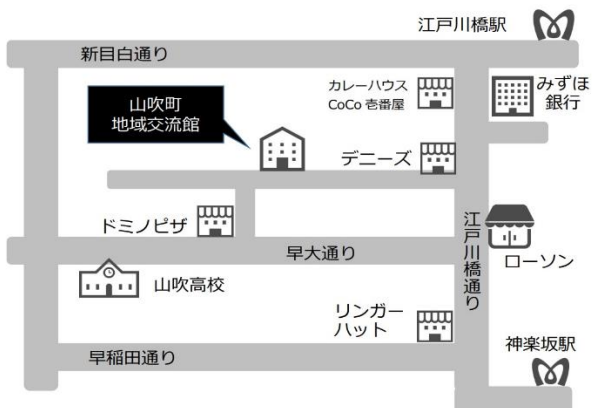 江戸川橋駅
新目白通り
カレーハウス
CoCo 壱番屋
みずほ
銀行
山吹町
地域交流館
デニーズ
ドミノピザ
江戸川橋通り
早大通り
ローソン
山吹高校
リンガー
ハット
早稲田通り
神楽坂駅